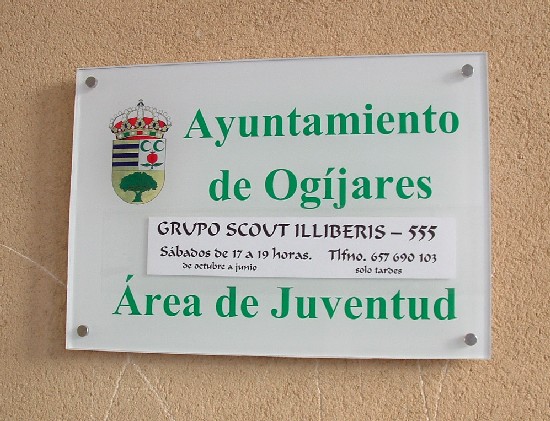 Ayuntamiento
de Ogíjares
GRUPO SCOUT ILLIBERIS – 555
Sábados de 17 a 19 horas. Tlfno. 657 690 103
de octubre a junio solo tardes
Área de Juventud